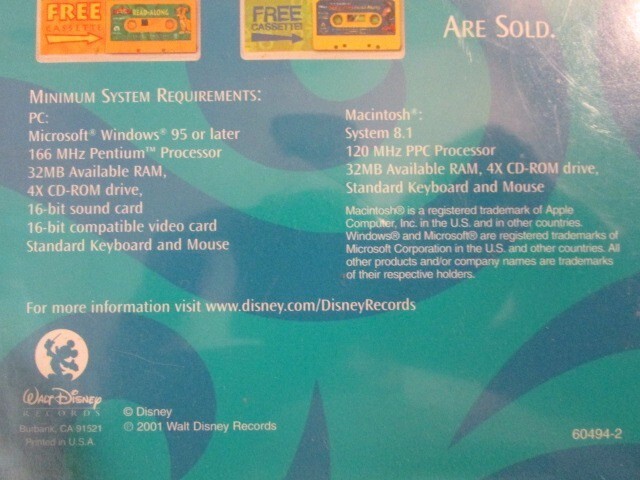 FREE
CASSETTE!
READ-ALONG
FREE
CASSETTE!
ARE SOLD.
MINIMUM SYSTEM REQUIREMENTS:
PC:
Microsoft® Windows® 95 or later
166 MHz Pentium™ Processor
32MB Available RAM,
4X CD-ROM drive,
16-bit sound card
16-bit compatible video card
Standard Keyboard and Mouse
Macintosh®:
System 8.1
120 MHz PPC Processor
32MB Available RAM, 4X CD-ROM drive,
Standard Keyboard and Mouse
Macintosh® is a registered trademark of Apple
Computer, Inc. in the U.S. and in other countries.
Windows® and Microsoft® are registered trademarks of
Microsoft Corporation in the U.S. and other countries. All
other products and/or company names are trademarks
of their respective holders.
For more information visit www.disney.com/DisneyRecords
WALT DISNEY
RECORDS
Burbank, CA 91521
Printed in U.S.A.
© Disney
℗ 2001 Walt Disney Records
60494-2